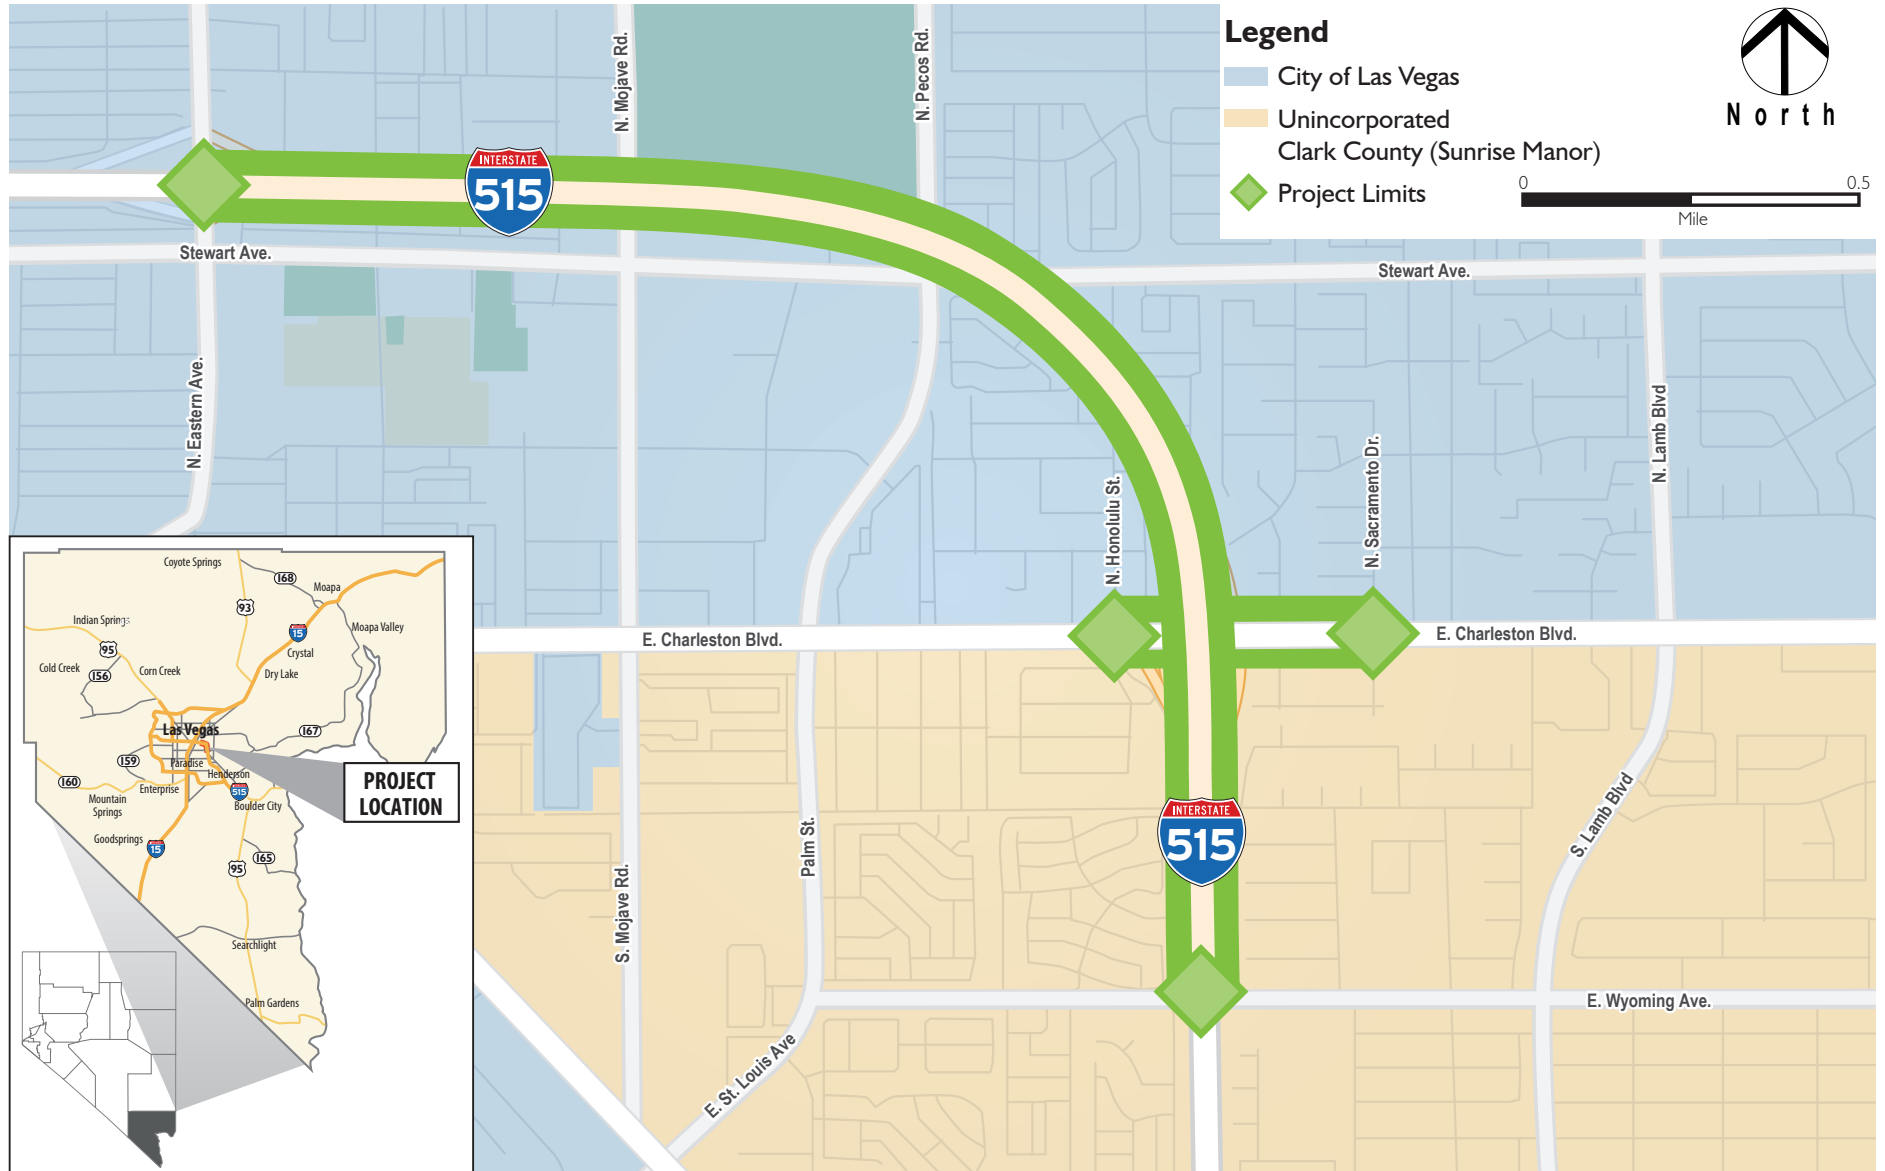 Legend
City of Las Vegas
Unincorporated
Clark County (Sunrise Manor)
Project Limits
North
0
0.5
Mile
N. Mojave Rd.
N. Pecos Rd.
INTERSTATE
515
Stewart Ave.
Stewart Ave.
N. Eastern Ave.
N. Lamb Blvd
N. Honolulu St.
N. Sacramento Dr.
E. Charleston Blvd.
E. Charleston Blvd.
INTERSTATE
515
Palm St.
S. Mojave Rd.
S. Lamb Blvd
E. Wyoming Ave.
E. St. Louis Ave
Coyote Springs
168
Moapa
93
Indian Springs
15
Moapa Valley
95
Crystal
Cold Creek
156
Corn Creek
Dry Lake
Las Vegas
167
159
Paradise
Henderson
160
Enterprise
515
Mountain
Springs
Boulder City
PROJECT
LOCATION
Goodsprings
15
165
95
Searchlight
Palm Gardens